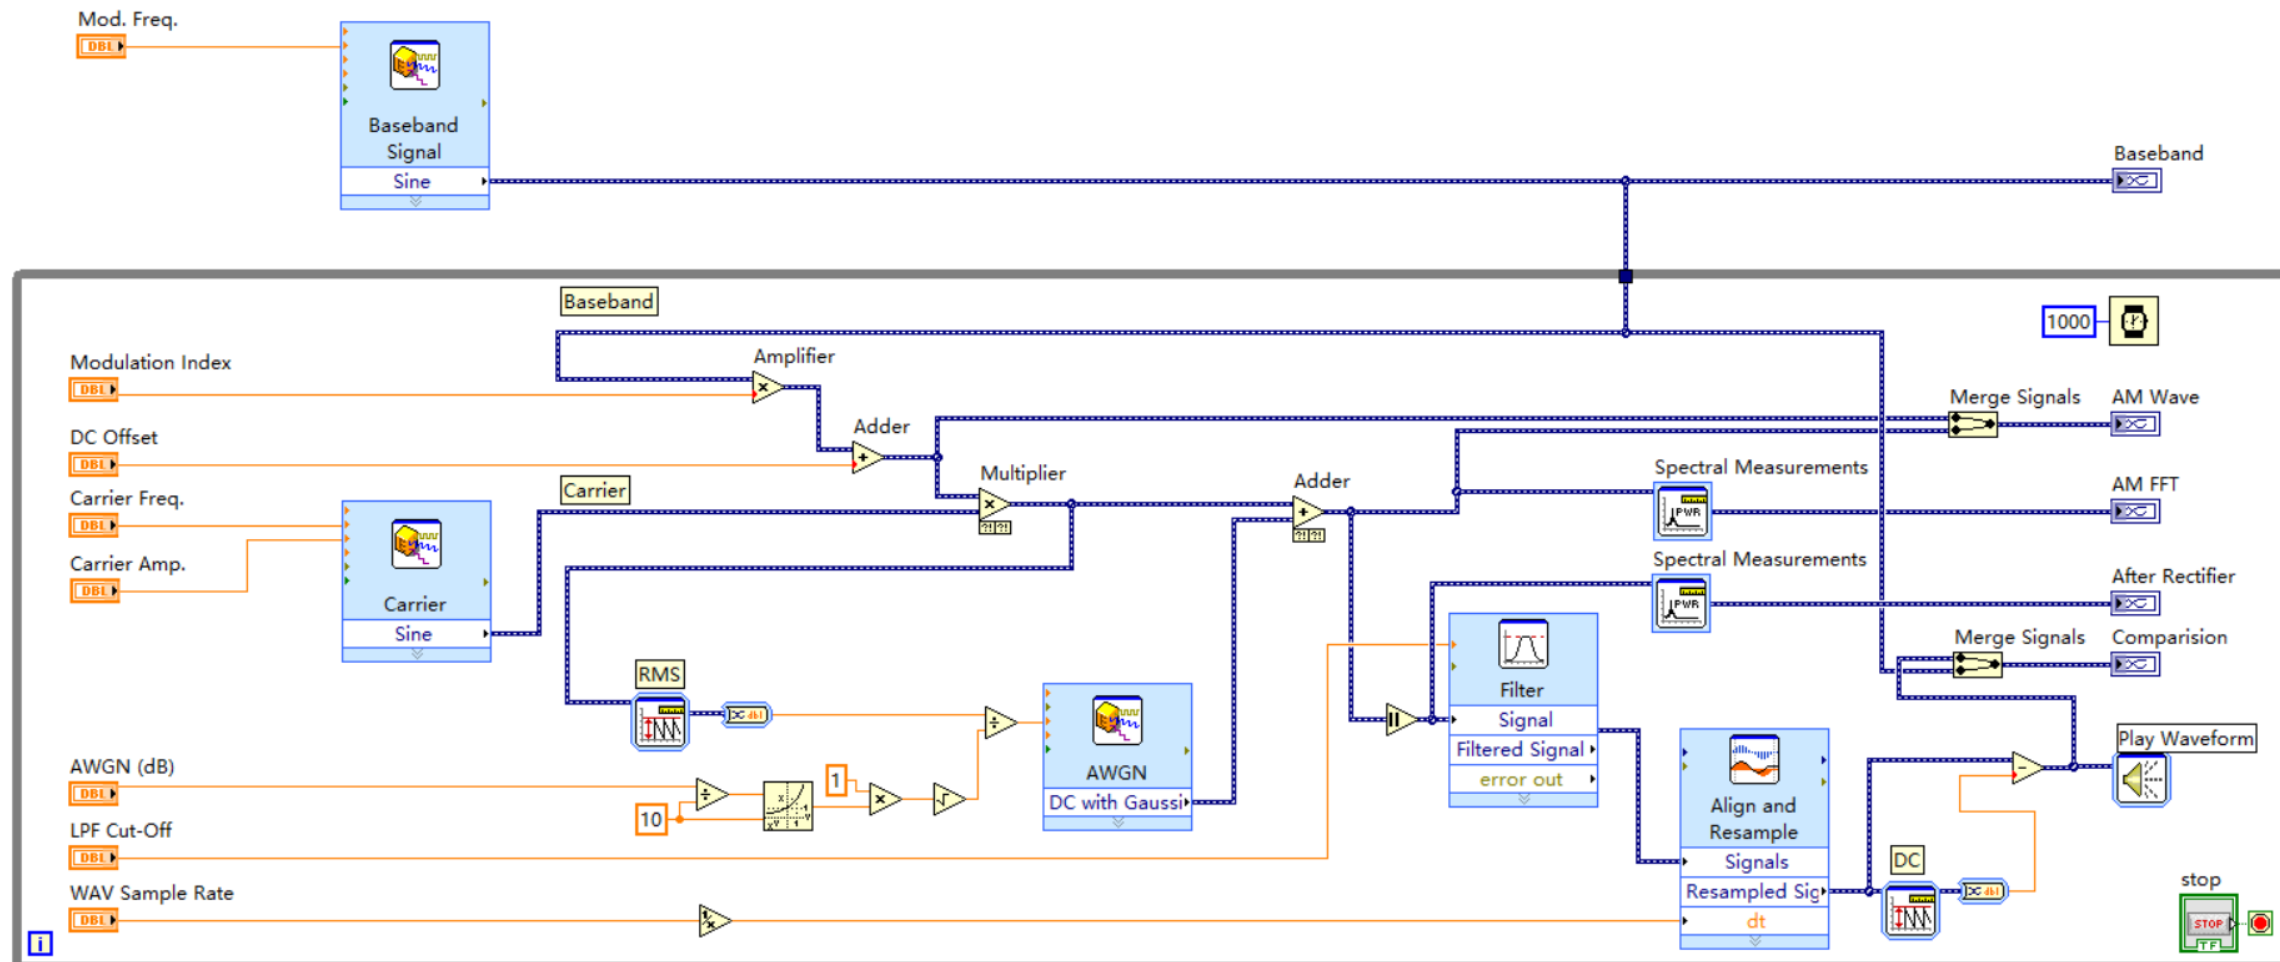 Mod. Freq.
DBL
Baseband
Signal
Sine
Baseband
Baseband
1000
Modulation Index
DBL
Amplifier
x
Merge Signals
AM Wave
DC Offset
DBL
Adder
+
Carrier Freq.
DBL
Carrier
Multiplier
x
?!
?!
Adder
+
?!
?!
Spectral Measurements
PWR
AM FFT
Carrier Amp.
DBL
Carrier
Sine
Spectral Measurements
PWR
After Rectifier
Merge Signals
Comparision
RMS
dbl
÷
Filter
Signal
Filtered Signal
error out
AWGN
DC with Gaussi
AWGN (dB)
DBL
÷
10
1
x
√
Play Waveform
Align and
Resample
Signals
Resampled Sig
dt
-
LPF Cut-Off
DBL
DC
dbl
WAV Sample Rate
DBL
stop
STOP
TF
i